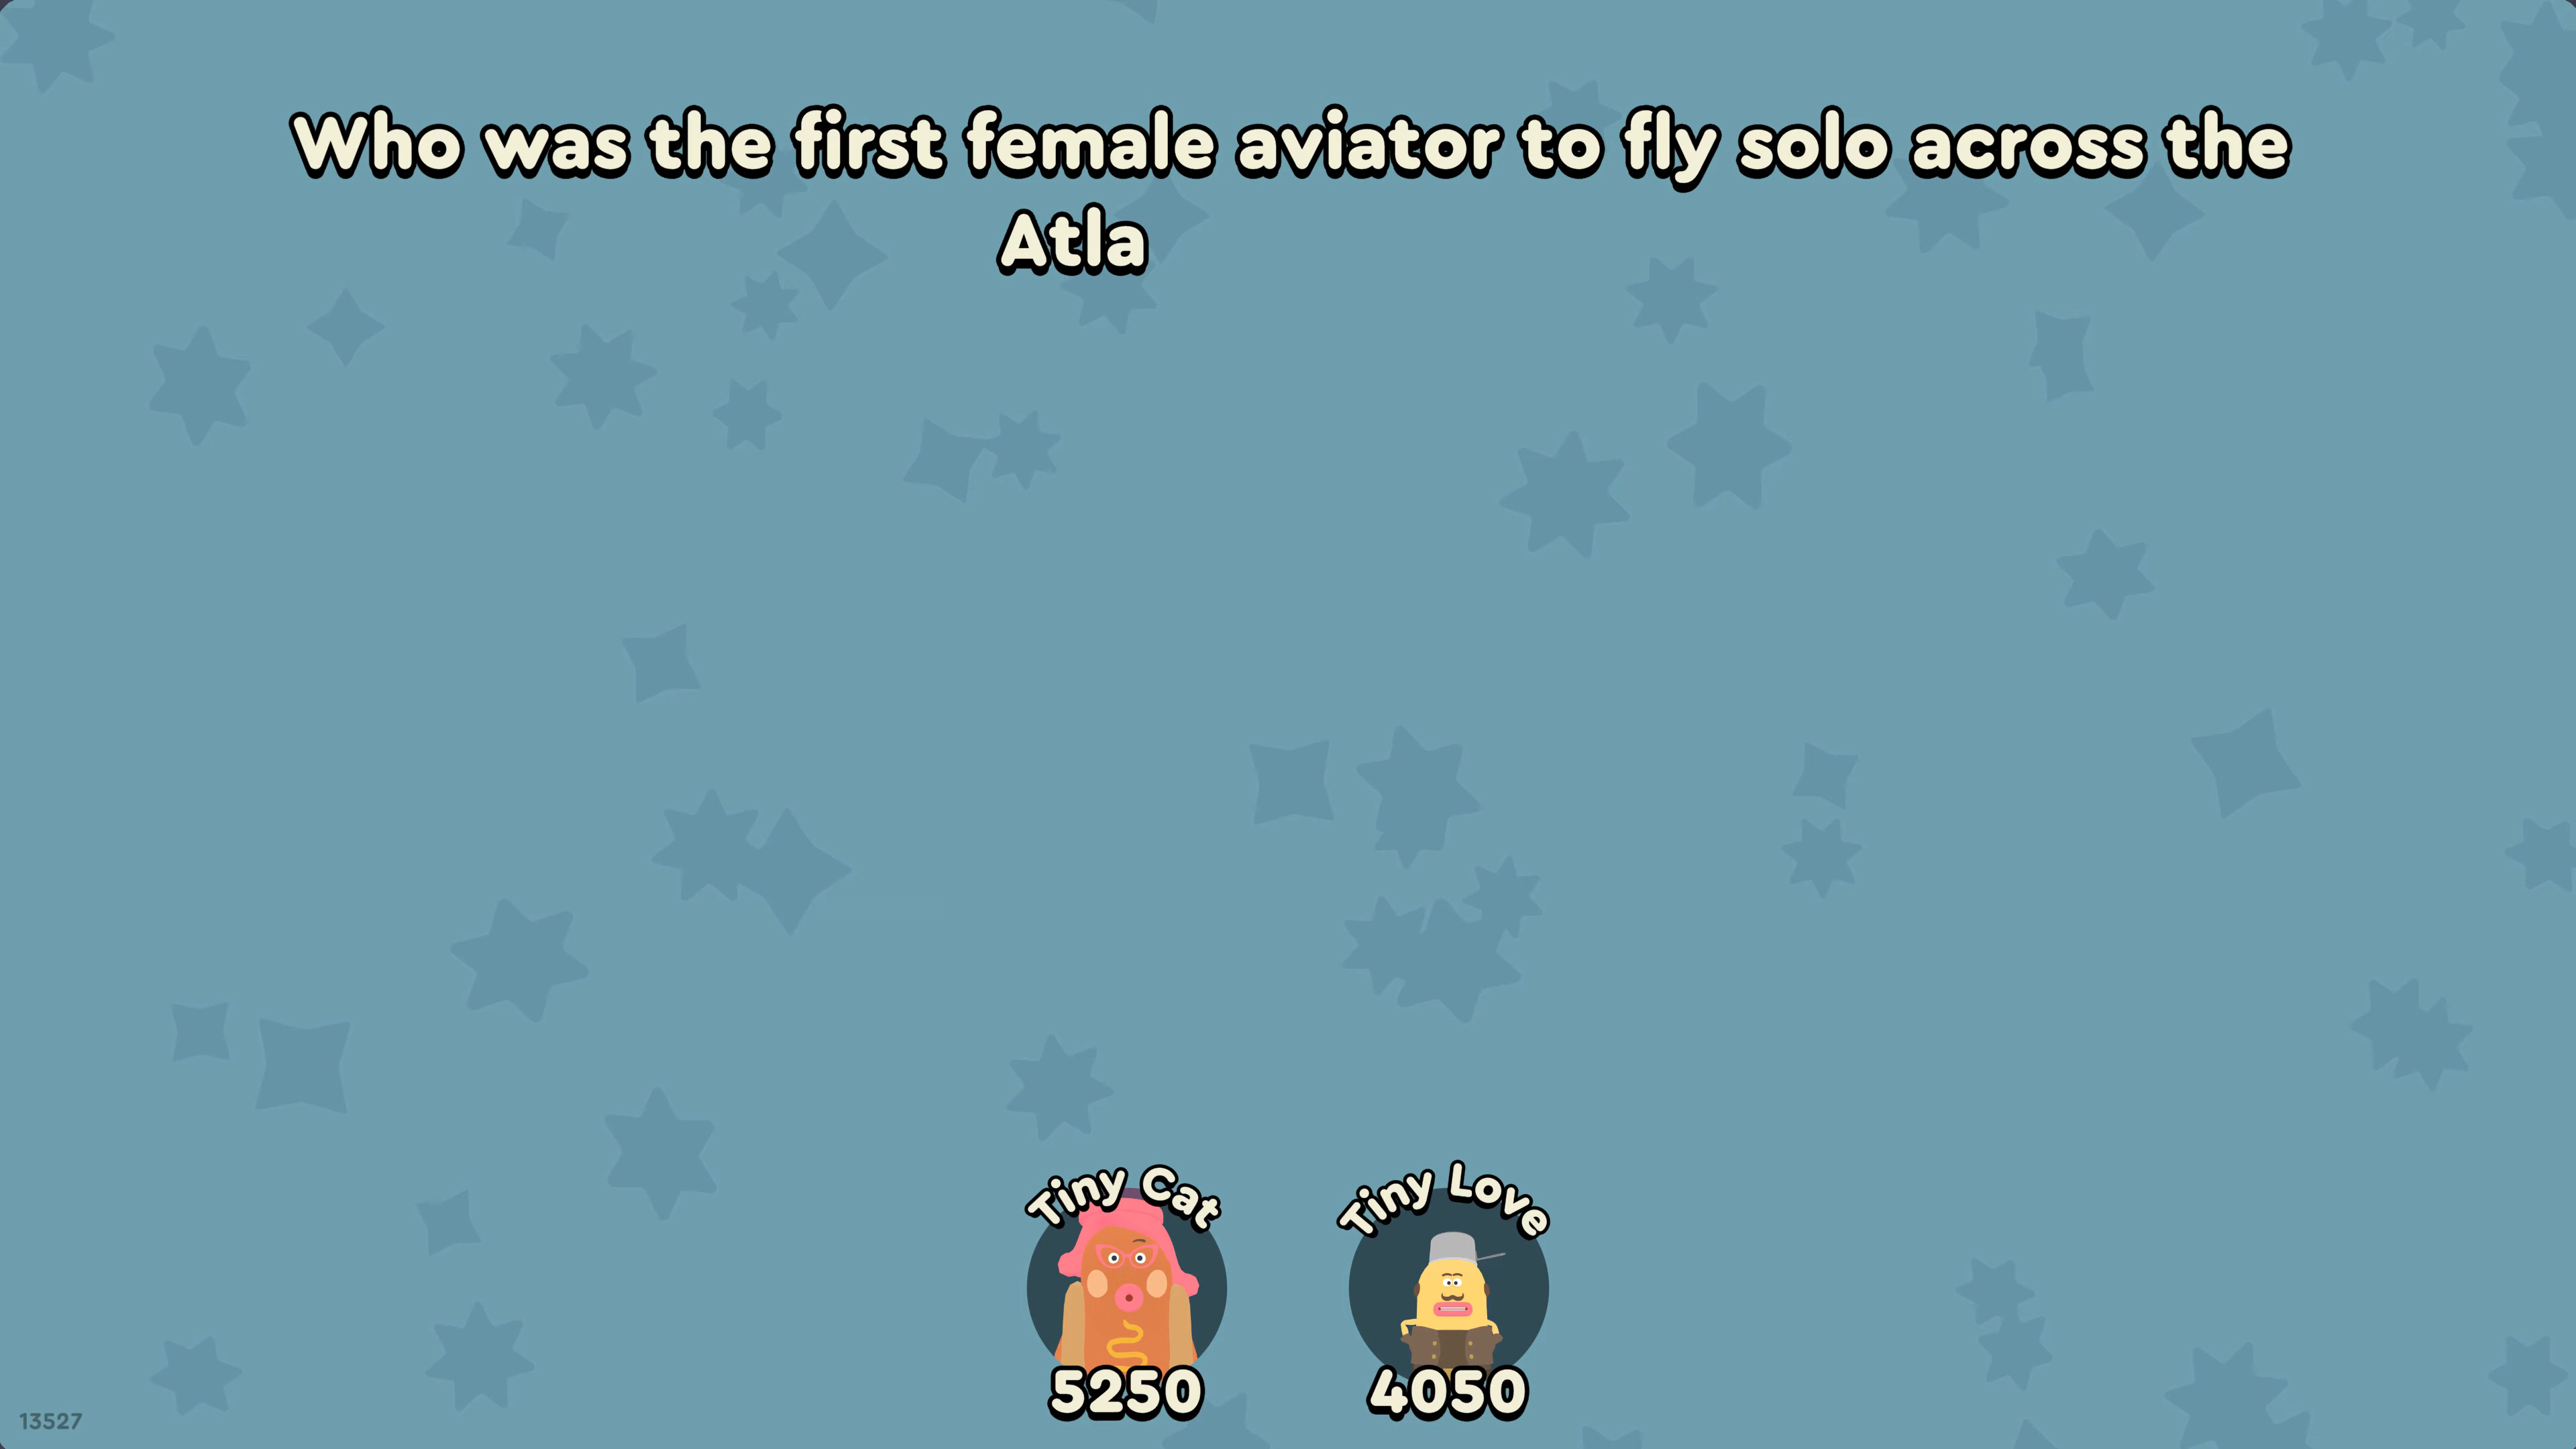 Who was the first female aviator to fly solo across the
Atla
Tiny Cat
5250
Tiny Love
4050
13527